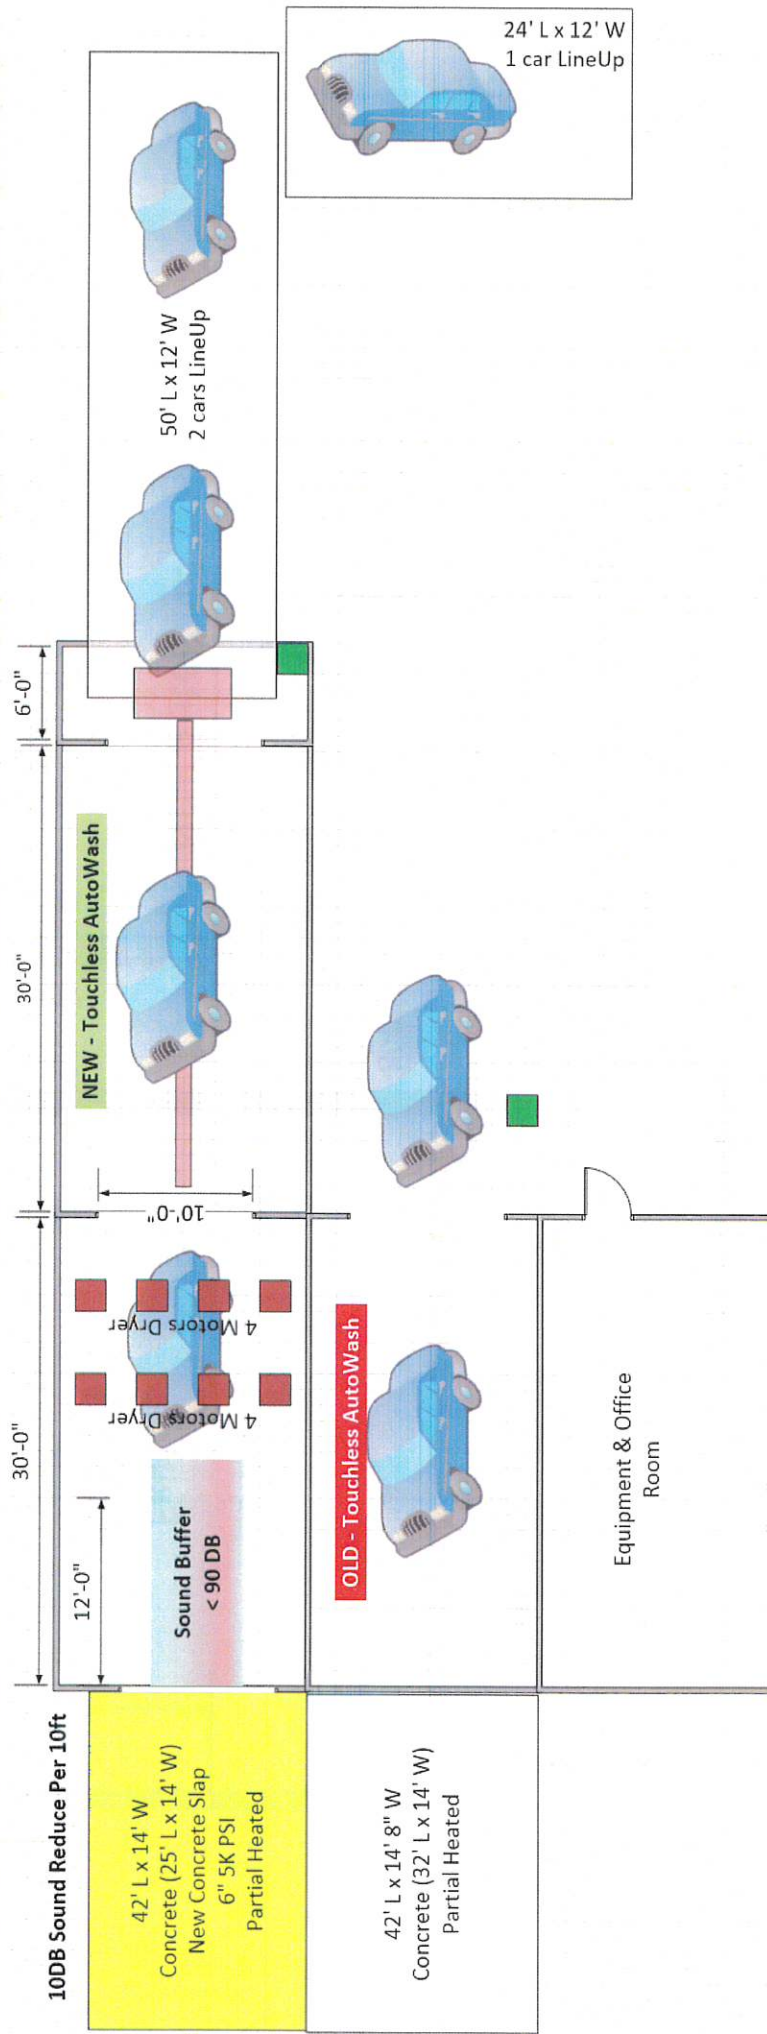 24' L x 12' W
1 car LineUp
50' L x 12' W
2 cars LineUp
6'-0"
30'-0"
NEW - Touchless AutoWash
10'-0"
30'-0"
4 Motors Dryer
4 Motors Dryer
12'-0"
Sound Buffer
< 90 DB
OLD - Touchless AutoWash
Equipment & Office
Room
10DB Sound Reduce Per 10ft
42' L x 14' W
Concrete (25' L x 14' W)
New Concrete Slap
6" 5K PSI
Partial Heated
42' L x 14' 8" W
Concrete (32' L x 14' W)
Partial Heated